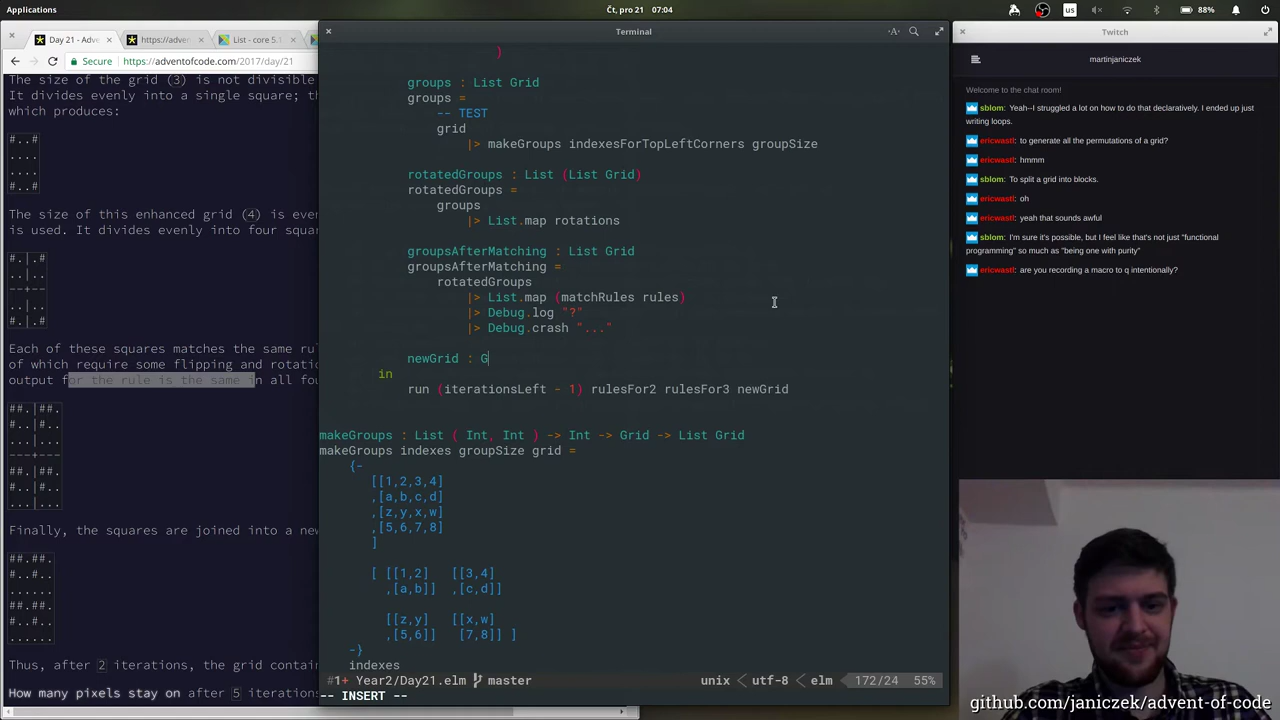 Applications
Čt, pro 21 07:04
us
88%
Day 21 - Adve
https://adven
List - core 5.1
Terminal
Twitch
Secure
https://adventofcode.com/2017/day/21
The size of the grid (3) is not divisible
It divides evenly into a single square; th
which produces:
#..#
....
....
#..#
The size of this enhanced grid (4) is even
is used. It divides evenly into four squar
#.|.#
..|..
--+--
..|..
#.|.#
Each of these squares matches the same rul
of which require some flipping and rotatio
output for the rule is the same in all fou
##.|##.
#..|#..
...|...
---+---
##.|##.
#..|#..
...|...
Finally, the squares are joined into a new
##.##.
#..#..
......
##.##.
#..#..
......
Thus, after 2 iterations, the grid contain
How many pixels stay on after 5 iterations
)
groups : List Grid
groups =
-- TEST
grid
|> makeGroups indexesForTopLeftCorners groupSize
rotatedGroups : List (List Grid)
rotatedGroups =
groups
|> List.map rotations
groupsAfterMatching : List Grid
groupsAfterMatching =
rotatedGroups
|> List.map (matchRules rules)
|> Debug.log "?"
|> Debug.crash "..."
newGrid : G
in
run (iterationsLeft - 1) rulesFor2 rulesFor3 newGrid
makeGroups : List ( Int, Int ) -> Int -> Grid -> List Grid
makeGroups indexes groupSize grid =
{-
[[1,2,3,4]
,[a,b,c,d]
,[z,y,x,w]
,[5,6,7,8]
]
[ [[1,2] [[3,4]
,[a,b]] ,[c,d]]
[[z,y] [[x,w]
,[5,6]] [7,8]] ]
-}
indexes
#1+ Year2/Day21.elm master
unix < utf-8 < elm
172/24 55%
-- INSERT --
martinjaniczek
Welcome to the chat room!
sblom: Yeah--I struggled a lot on how to do that declaratively. I ended up just
writing loops.
ericwastl: to generate all the permutations of a grid?
ericwastl: hmmm
sblom: To split a grid into blocks.
ericwastl: oh
ericwastl: yeah that sounds awful
sblom: I'm sure it's possible, but I feel like that's not just "functional
programming" so much as "being one with purity"
ericwastl: are you recording a macro to q intentionally?
github.com/janiczek/advent-of-code